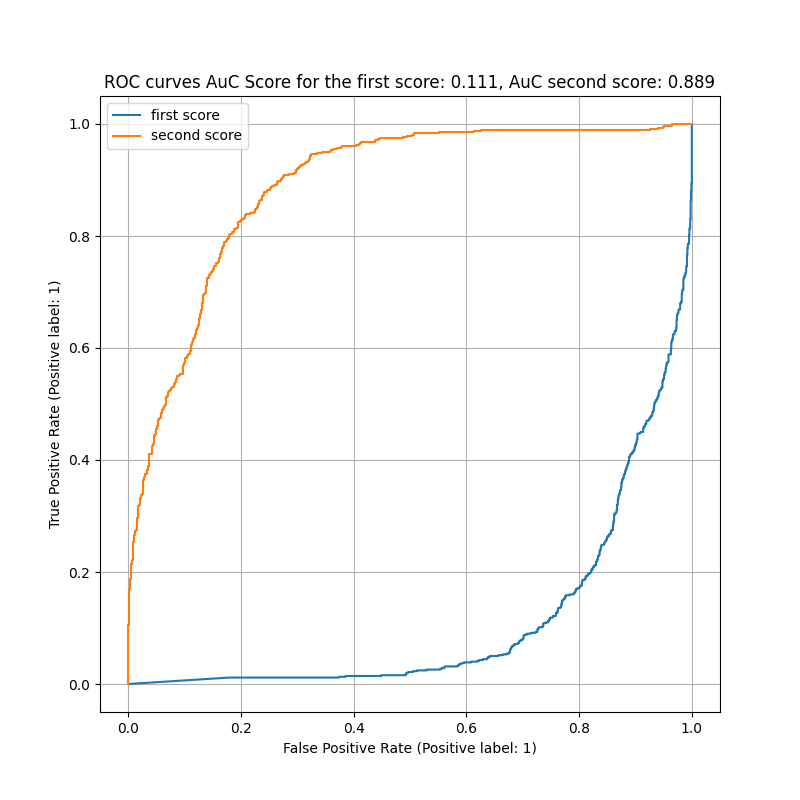 ROC curves AuC Score for the first score: 0.111, AuC second score: 0.889
first score
second score
1.0
0.8
0.6
0.4
0.2
0.0
True Positive Rate (Positive label: 1)
0.0 0.2 0.4 0.6 0.8 1.0
False Positive Rate (Positive label: 1)